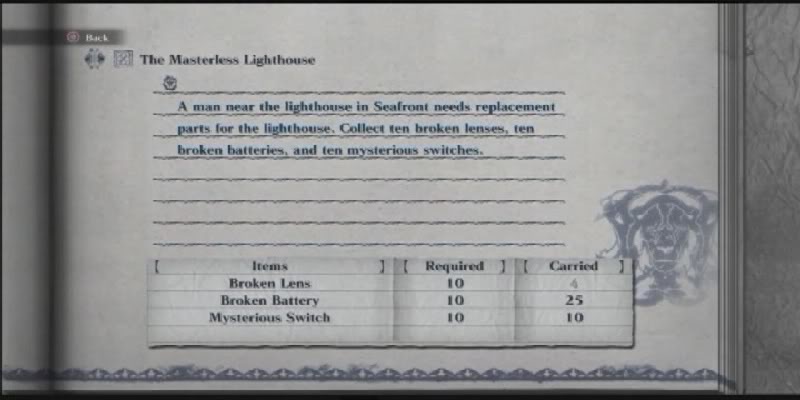 Back
The Masterless Lighthouse
A man near the lighthouse in Seafront needs replacement
parts for the lighthouse. Collect ten broken lenses, ten
broken batteries, and ten mysterious switches.
[ Items ] [ Required ] [ Carried ]
Broken Lens 10 4
Broken Battery 10 25
Mysterious Switch 10 10